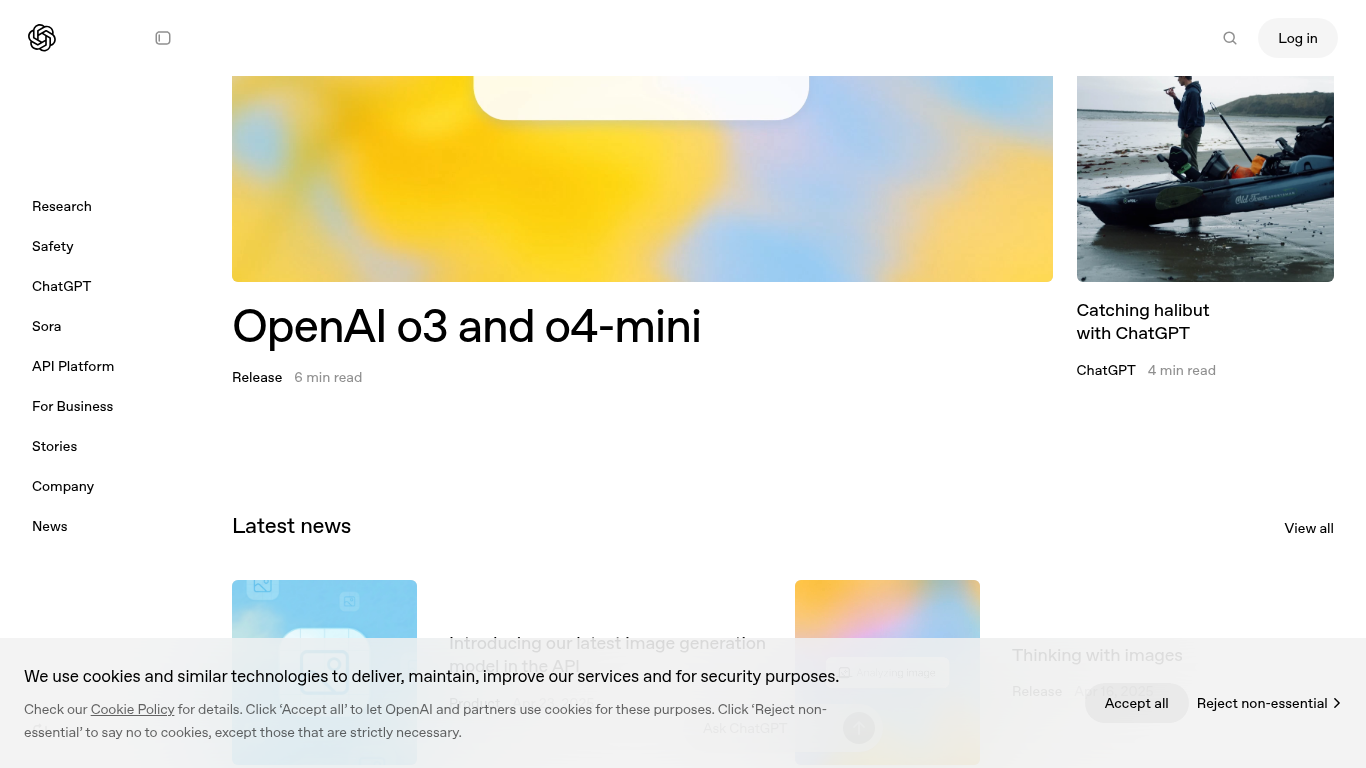 Log in
Research
Safety
ChatGPT
Sora
API Platform
For Business
Stories
Company
News
Old Town
OpenAI o3 and o4-mini
Release 6 min read
Catching halibut
with ChatGPT
ChatGPT 4 min read
Latest news
View all
Introducing our latest image generation
model in the API
Thinking with images
Release
Ask ChatGPT
We use cookies and similar technologies to deliver, maintain, improve our services and for security purposes.
Check our Cookie Policy for details. Click ‘Accept all’ to let OpenAI and partners use cookies for these purposes. Click ‘Reject non-
essential’ to say no to cookies, except those that are strictly necessary.
Accept all
Reject non-essential